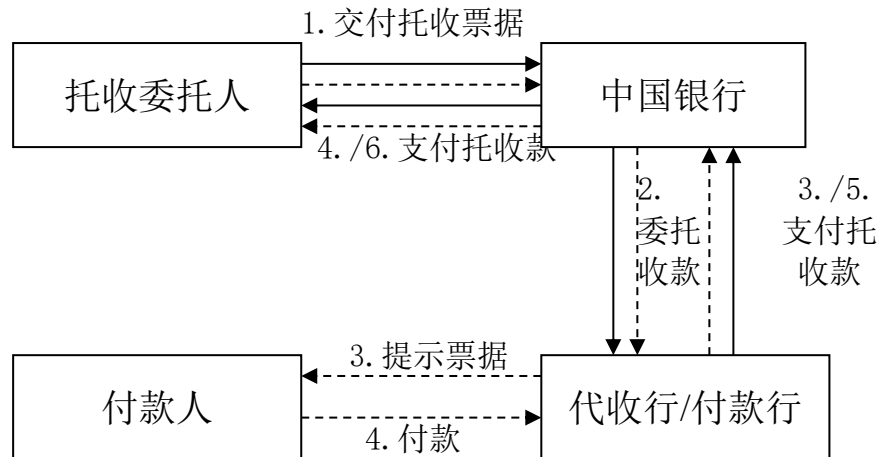 1.交付托收票据
托收委托人
中国银行
4./6.支付托收款
2.
委托
收款
3./5.
支付托
收款
3.提示票据
付款人
代收行/付款行
4.付款